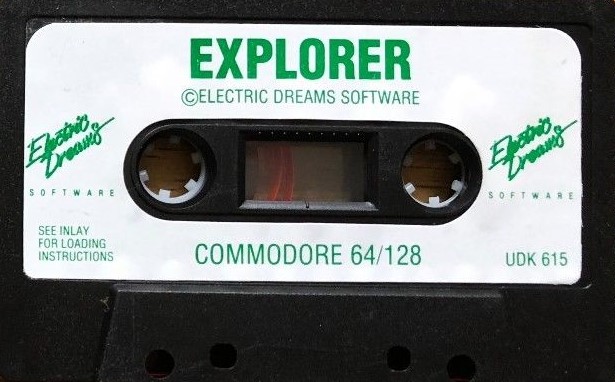 EXPLORER
©ELECTRIC DREAMS SOFTWARE
Electric
Dreams
SOFTWARE
Electric
Dreams
SOFTWARE
SEE INLAY
FOR LOADING
INSTRUCTIONS
COMMODORE 64/128
UDK 615